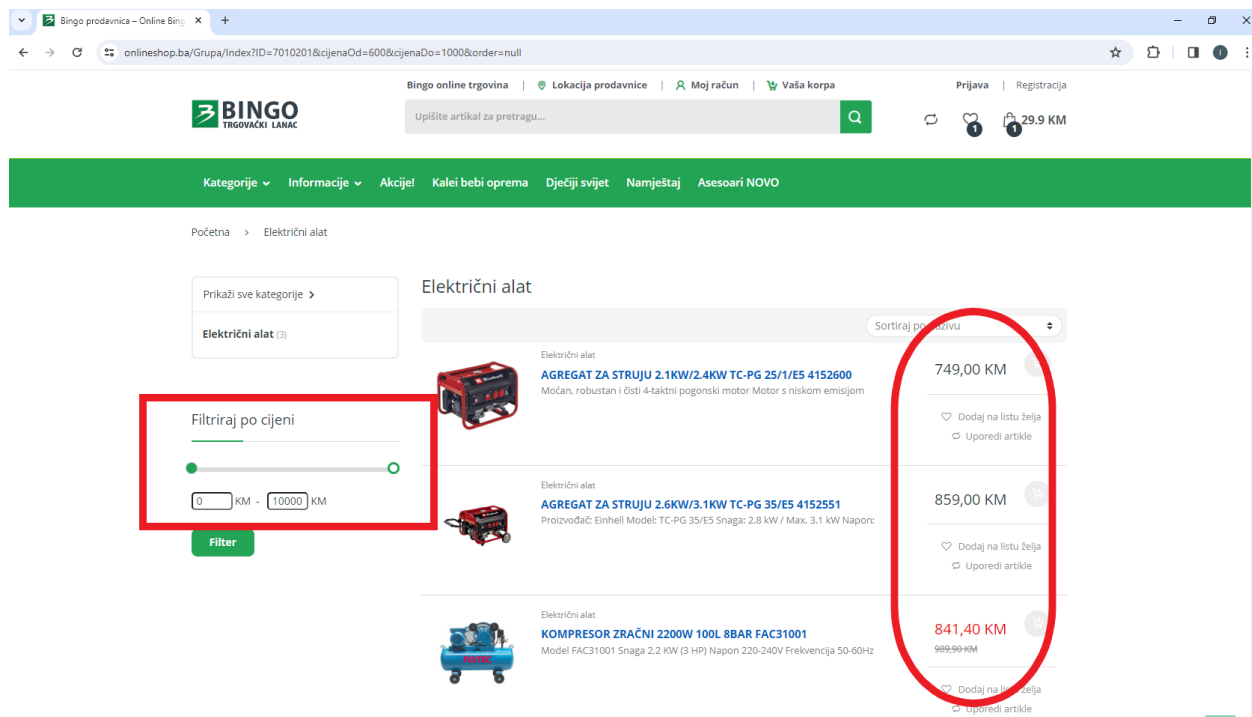 Bingo prodavnica – Online Bing
onlineshop.ba/Grupa/Index?ID=7010201&cijenaOd=600&cijenaDo=1000&order=null
Bingo online trgovina | Lokacija prodavnice | Moj račun | Vaša korpa Prijava | Registracija
BINGO
TRGOVAČKI LANAC
Upišite artikal za pretragu...
1 1 29.9 KM
Kategorije Informacije Akcije! Kalei bebi oprema Dječiji svijet Namještaj Asesoari NOVO
Početna > Električni alat
Prikaži sve kategorije >
Električni alat (3)
Filtriraj po cijeni
0 KM - 10000 KM
Filter
Električni alat
Sortiraj po nazivu
Električni alat
AGREGAT ZA STRUJU 2.1KW/2.4KW TC-PG 25/1/E5 4152600
Moćan, robustan i čisti 4-taktni pogonski motor Motor s niskom emisijom
749,00 KM
Dodaj na listu želja
Uporedi artikle
Električni alat
AGREGAT ZA STRUJU 2.6KW/3.1KW TC-PG 35/E5 4152551
Proizvođač: Einhell Model: TC-PG 35/E5 Snaga: 2.8 kW / Max. 3.1 kW Napon:
859,00 KM
Dodaj na listu želja
Uporedi artikle
Električni alat
KOMPRESOR ZRAČNI 2200W 100L 8BAR FAC31001
Model FAC31001 Snaga 2,2 KW (3 HP) Napon 220-240V Frekvencija 50-60Hz
841,40 KM
989,90 KM
Dodaj na listu želja
Uporedi artikle